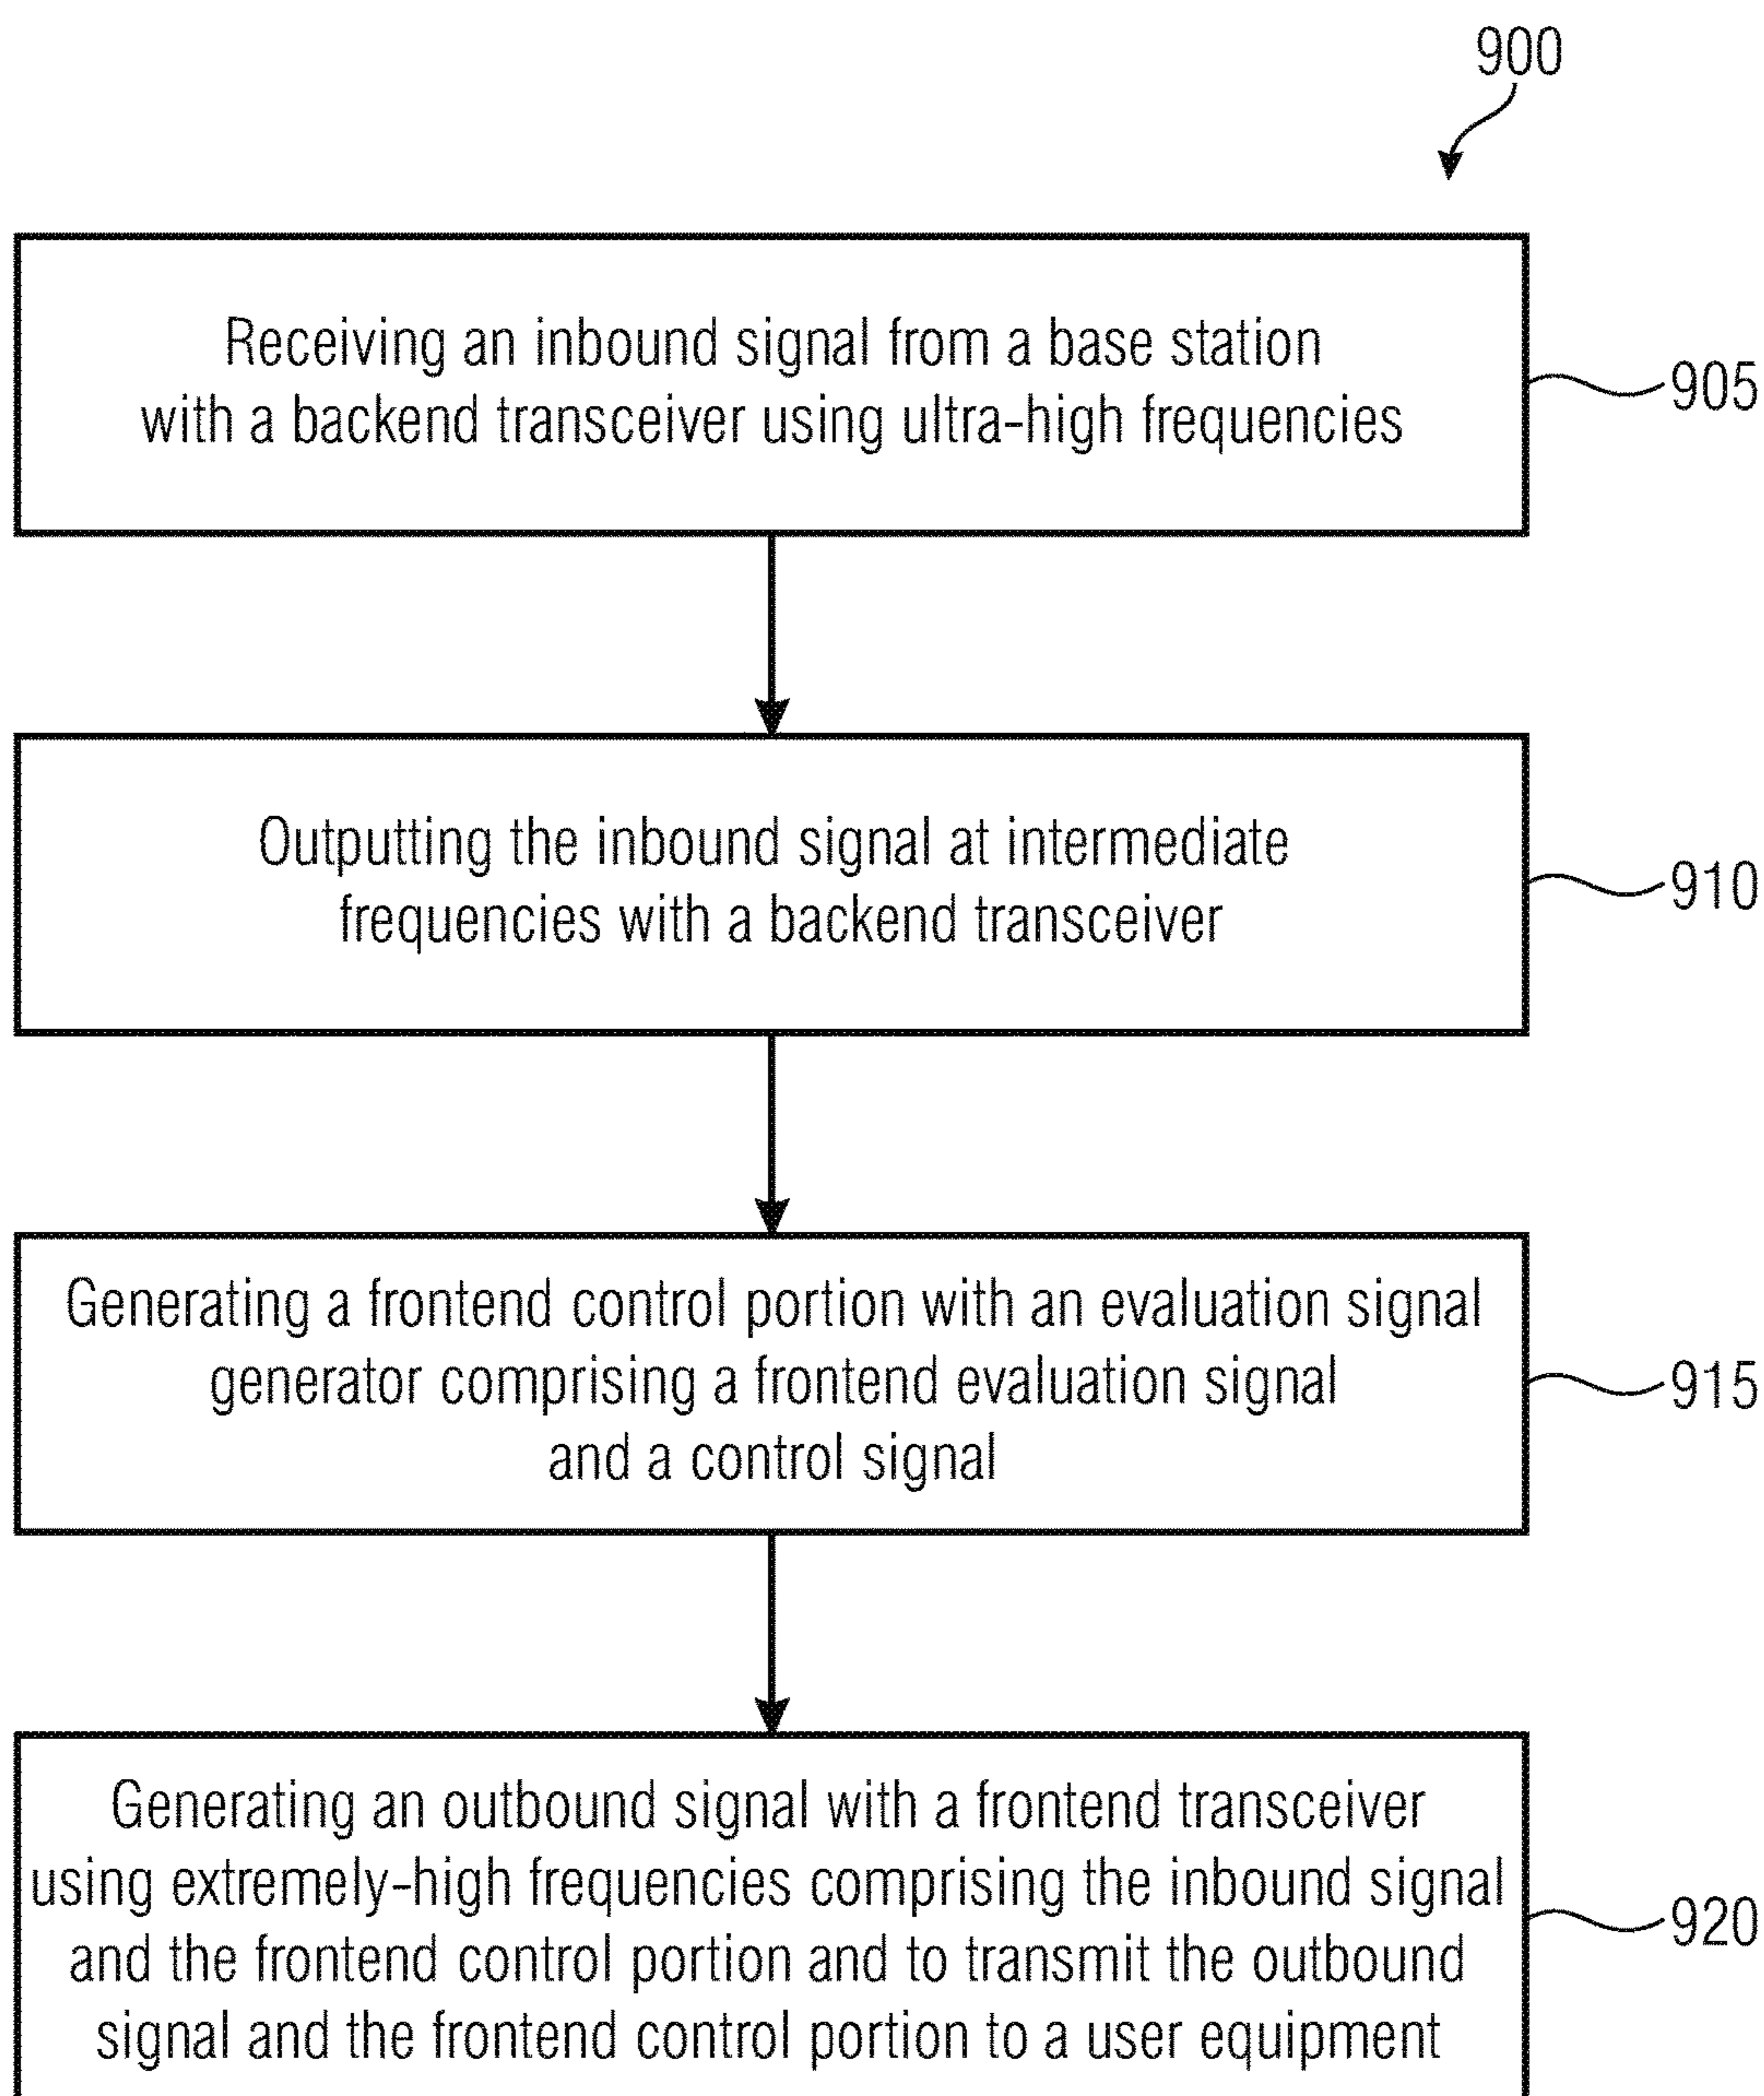 900
Receiving an inbound signal from a base station
with a backend transceiver using ultra-high frequencies
905
Outputting the inbound signal at intermediate
frequencies with a backend transceiver
910
Generating a frontend control portion with an evaluation signal
generator comprising a frontend evaluation signal
and a control signal
915
Generating an outbound signal with a frontend transceiver
using extremely-high frequencies comprising the inbound signal
and the frontend control portion and to transmit the outbound
signal and the frontend control portion to a user equipment
920